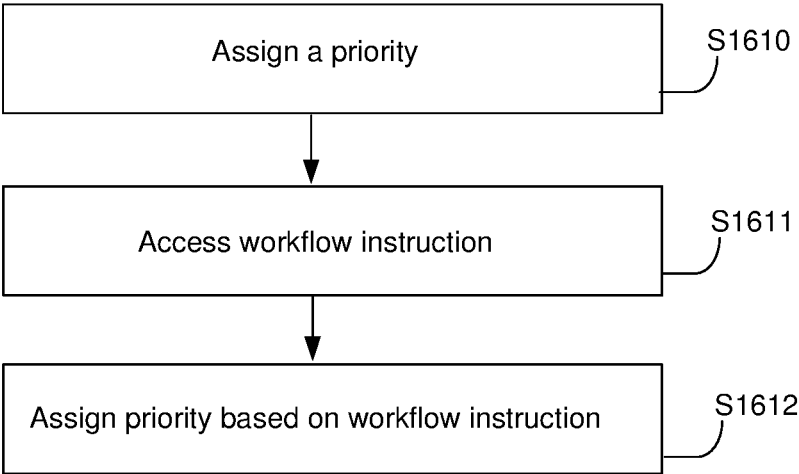 Assign a priority
S1610
Access workflow instruction
S1611
Assign priority based on workflow instruction
S1612